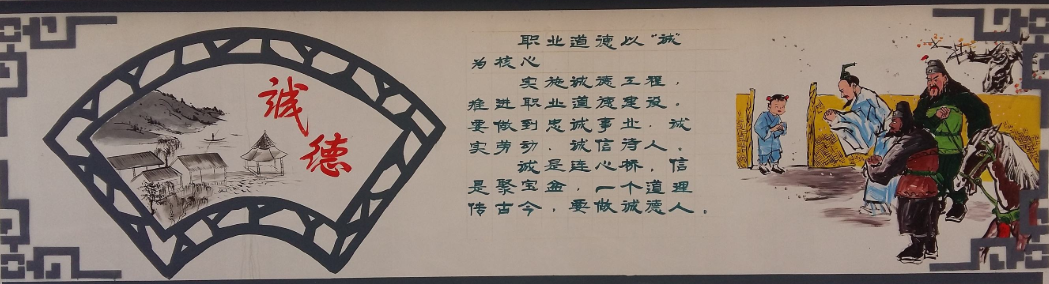 誠
德
职业道德以“诚”
为核心
实施诚德工程，
推进职业道德建设。
要做到忠诚事业，诚
实劳动，诚信待人。
诚是连心桥，信
是聚宝盆，一个道理
传古今，要做诚德人。